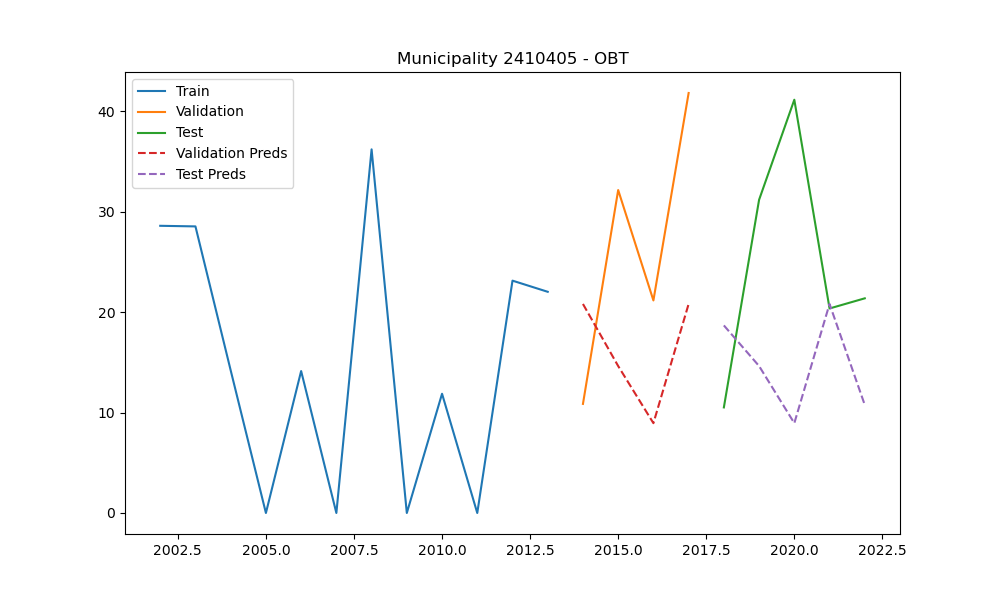 Municipality 2410405 - OBT
Train
Validation
Test
Validation Preds
Test Preds
40
30
20
10
0
2002.5 2005.0 2007.5 2010.0 2012.5 2015.0 2017.5 2020.0 2022.5